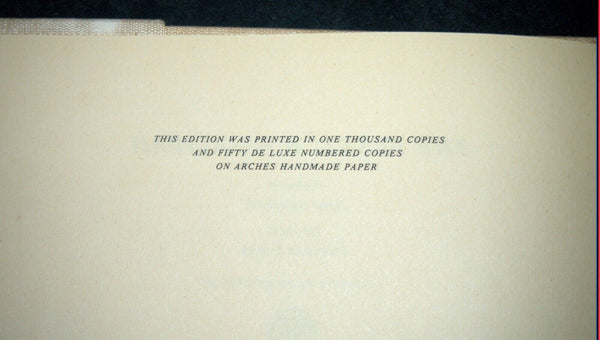 THIS EDITION WAS PRINTED IN ONE THOUSAND COPIES
AND FIFTY DE LUXE NUMBERED COPIES
ON ARCHES HANDMADE PAPER